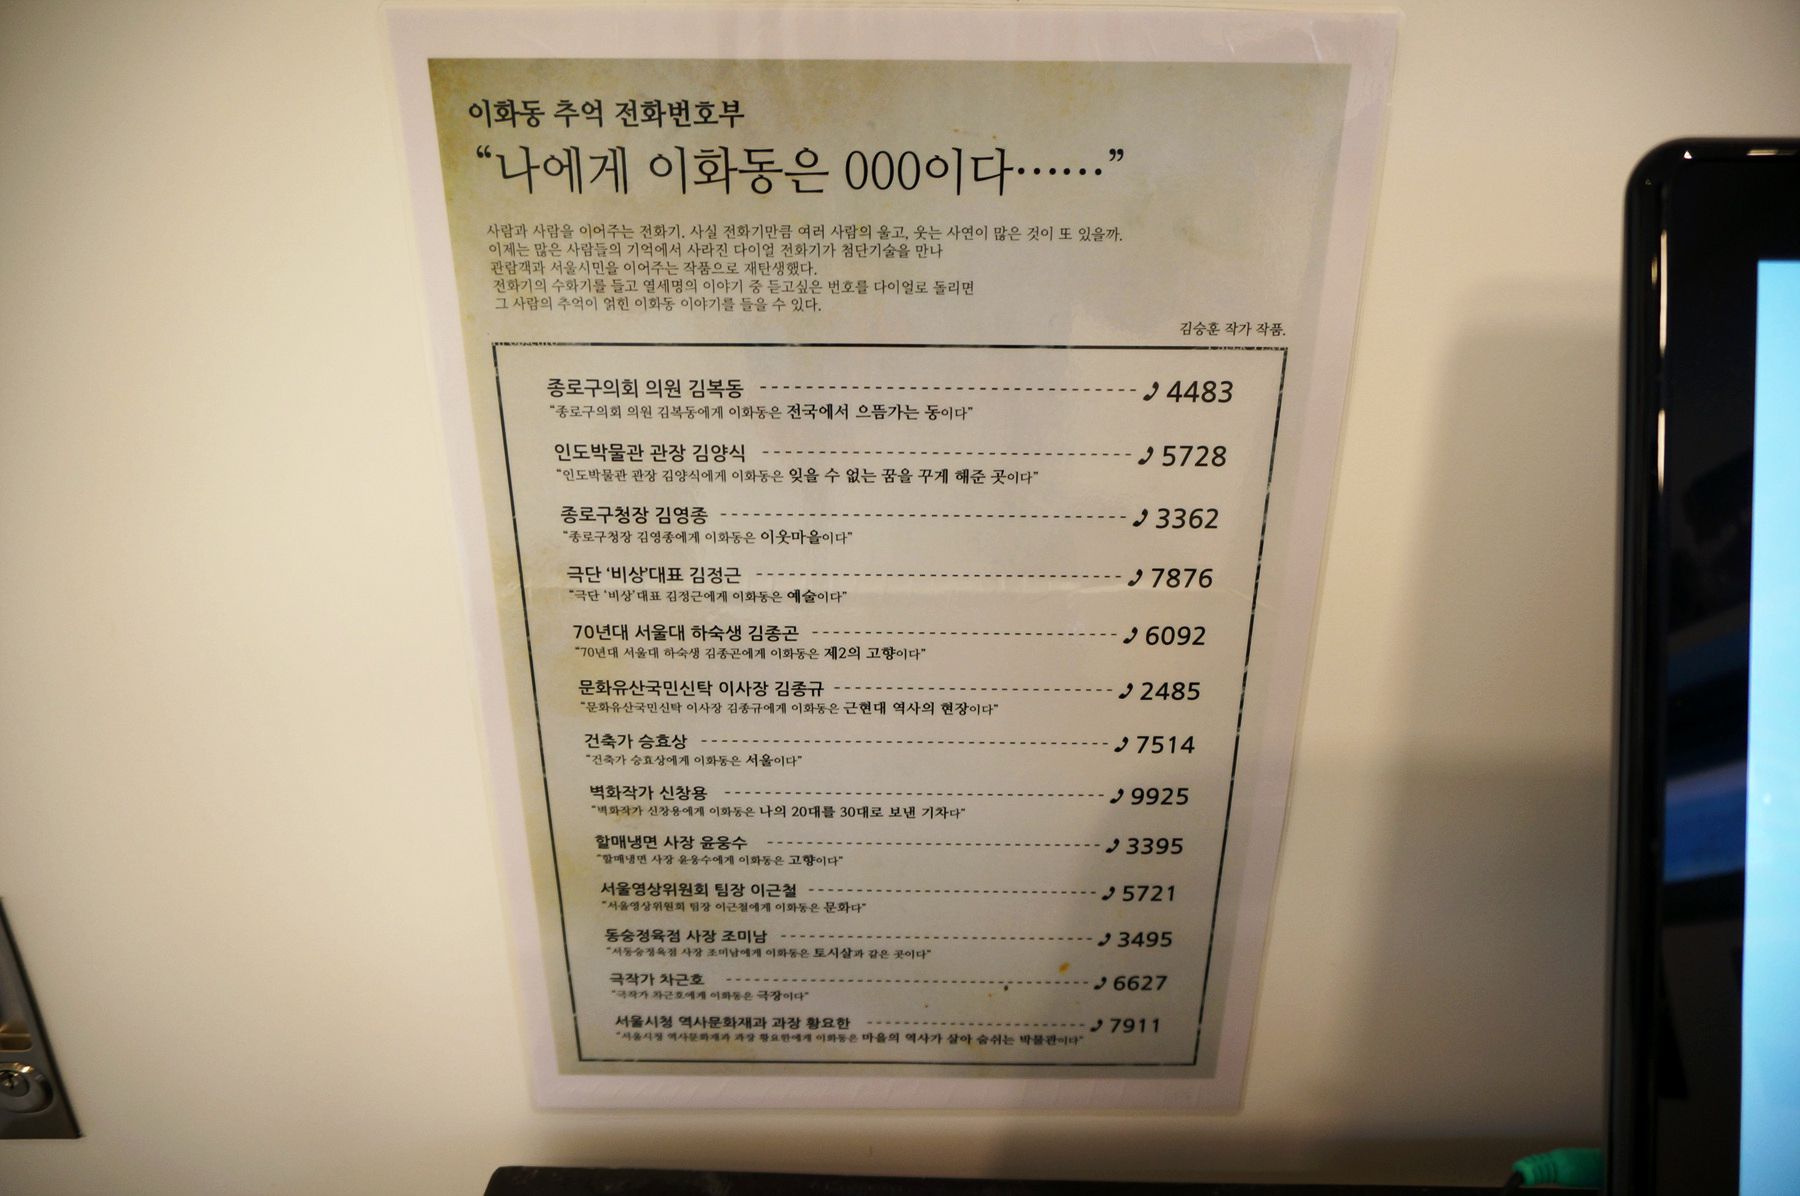 이화동 추억 전화번호부
“나에게 이화동은 000이다……”
사람과 사람을 이어주는 전화기. 사실 전화기만큼 여러 사람의 울고, 웃는 사연이 많은 것이 또 있을까.
이제는 많은 사람들의 기억에서 사라진 다이얼 전화기가 첨단기술을 만나
관람객과 서울시민을 이어주는 작품으로 재탄생했다.
전화기의 수화기를 들고 열세명의 이야기 중 듣고싶은 번호를 다이얼로 돌리면
그 사람의 추억이 얽힌 이화동 이야기를 들을 수 있다.
김승훈 작가 작품.
종로구의회 의원 김복동 4483
“종로구의회 의원 김복동에게 이화동은 전국에서 으뜸가는 동이다”
인도박물관 관장 김양식 5728
“인도박물관 관장 김양식에게 이화동은 잊을 수 없는 꿈을 꾸게 해준 곳이다”
종로구청장 김영종 3362
“종로구청장 김영종에게 이화동은 이웃마을이다”
극단 ‘비상’대표 김정근 7876
“극단 ‘비상’대표 김정근에게 이화동은 예술이다”
70년대 서울대 하숙생 김종곤 6092
“70년대 서울대 하숙생 김종곤에게 이화동은 제2의 고향이다”
문화유산국민신탁 이사장 김종규 2485
“문화유산국민신탁 이사장 김종규에게 이화동은 근현대 역사의 현장이다”
건축가 승효상 7514
“건축가 승효상에게 이화동은 서울이다”
벽화작가 신창용 9925
“벽화작가 신창용에게 이화동은 나의 20대를 30대로 보낸 기차다”
할매냉면 사장 윤웅수 3395
“할매냉면 사장 윤웅수에게 이화동은 고향이다”
서울영상위원회 팀장 이근철 5721
“서울영상위원회 팀장 이근철에게 이화동은 문화다”
동숭정육점 사장 조미남 3495
“서동숭정육점 사장 조미남에게 이화동은 토시살과 같은 곳이다”
극작가 차근호 6627
“극작가 차근호에게 이화동은 극장이다”
서울시청 역사문화재과 과장 황요한 7911
“서울시청 역사문화재과 과장 황요한에게 이화동은 마을의 역사가 살아 숨쉬는 박물관이다”